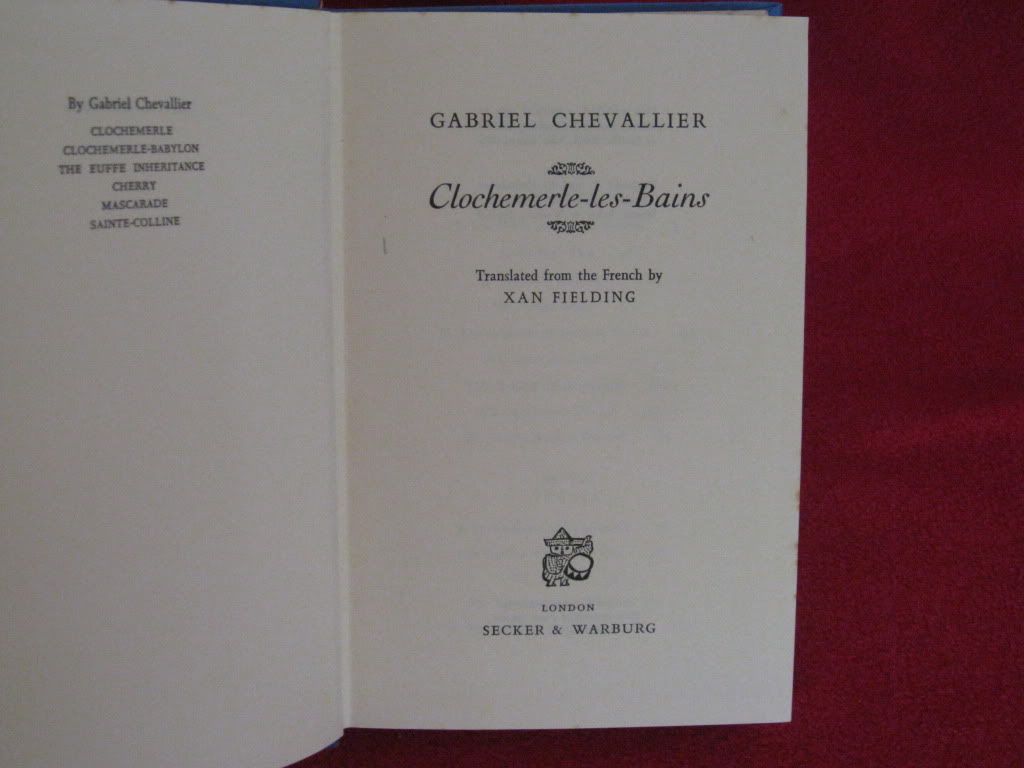 By Gabriel Chevallier
CLOCHEMERLE
CLOCHEMERLE-BABYLON
THE EUFFE INHERITANCE
CHERRY
MASCARADE
SAINTE-COLLINE
GABRIEL CHEVALLIER
Clochemerle-les-Bains
Translated from the French by
XAN FIELDING
LONDON
SECKER & WARBURG